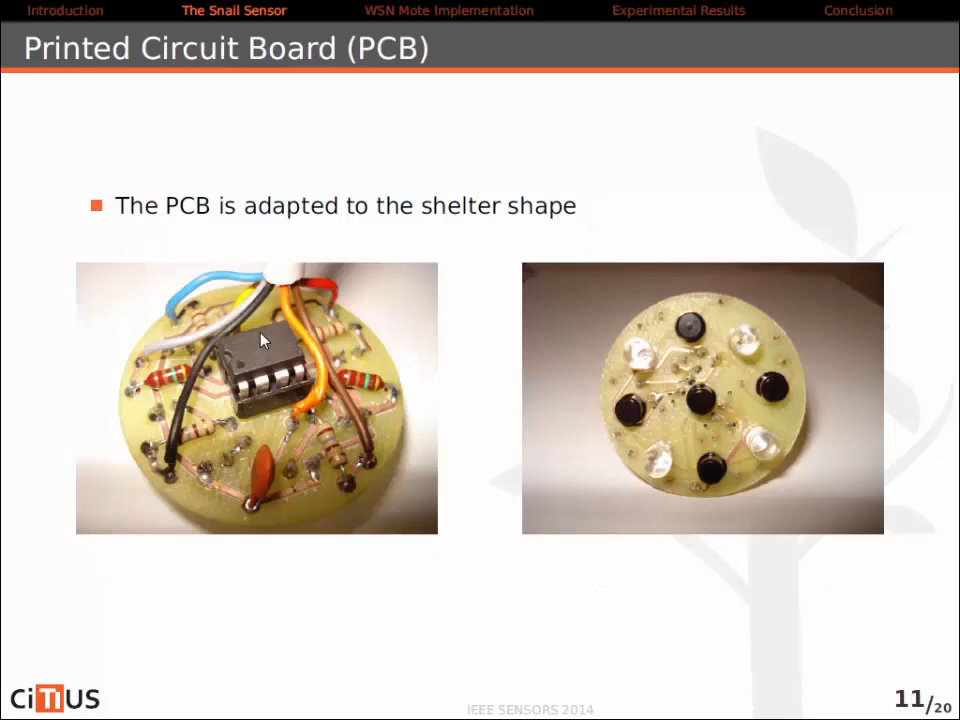 Introduction The Snail Sensor WSN Mote Implementation Experimental Results Conclusion
Printed Circuit Board (PCB)
The PCB is adapted to the shelter shape
CiTIUS
IEEE SENSORS 2014
11/20